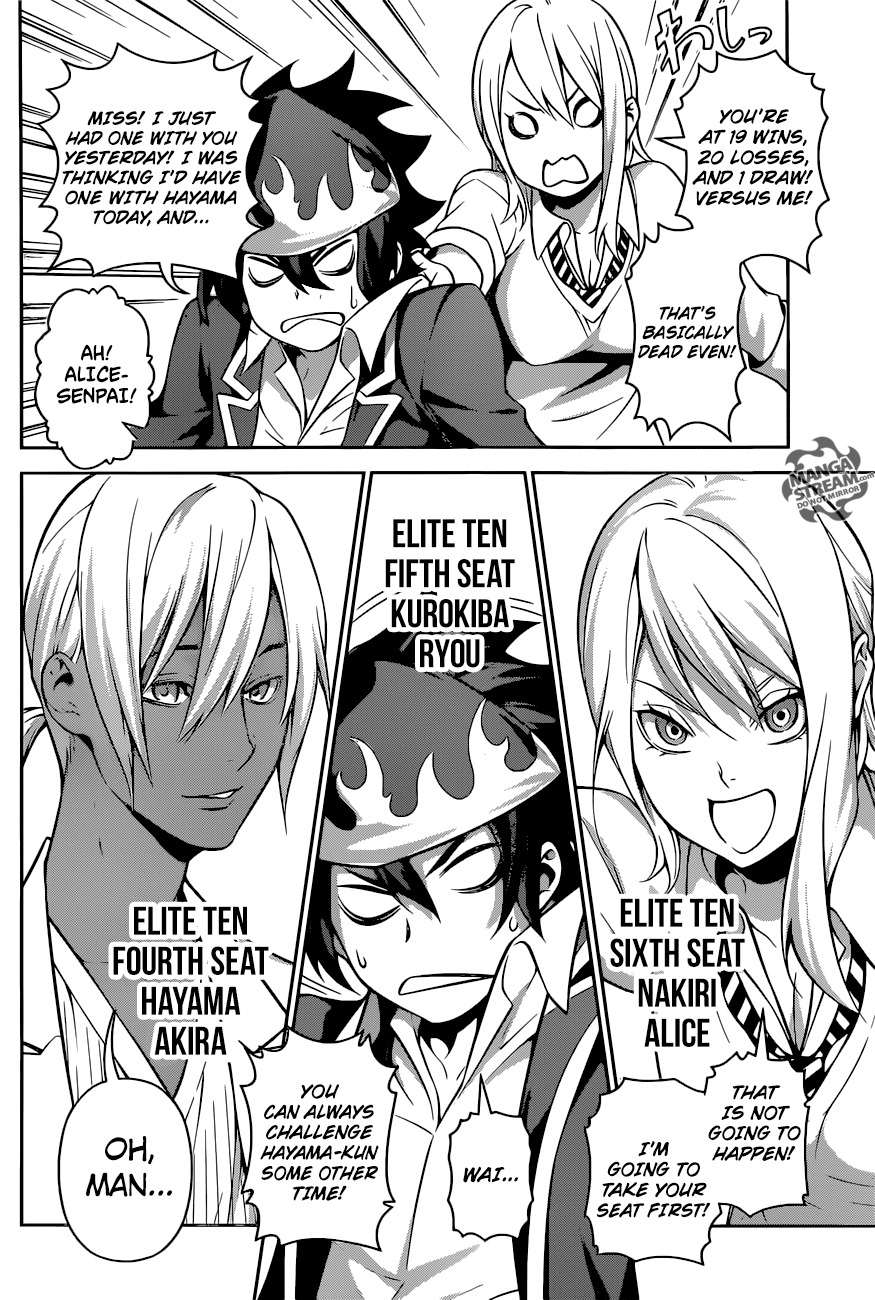 わしっ
YOU'RE
AT 19 WINS,
20 LOSSES,
AND 1 DRAW!
VERSUS ME!
THAT'S
BASICALLY
DEAD EVEN!
MISS! I JUST
HAD ONE WITH YOU
YESTERDAY! I WAS
THINKING I'D HAVE
ONE WITH HAYAMA
TODAY, AND...
AH!
ALICE-
SENPAI!
MANGA
STREAM.com
DO NOT MIRROR
ELITE TEN
SIXTH SEAT
NAKIRI
ALICE
THAT
IS NOT
GOING TO
HAPPEN!
I'M
GOING TO
TAKE YOUR
SEAT FIRST!
ELITE TEN
FIFTH SEAT
KUROKIBA
RYOU
WAI...
YOU
CAN ALWAYS
CHALLENGE
HAYAMA-KUN
SOME OTHER
TIME!
ELITE TEN
FOURTH SEAT
HAYAMA
AKIRA
OH,
MAN...